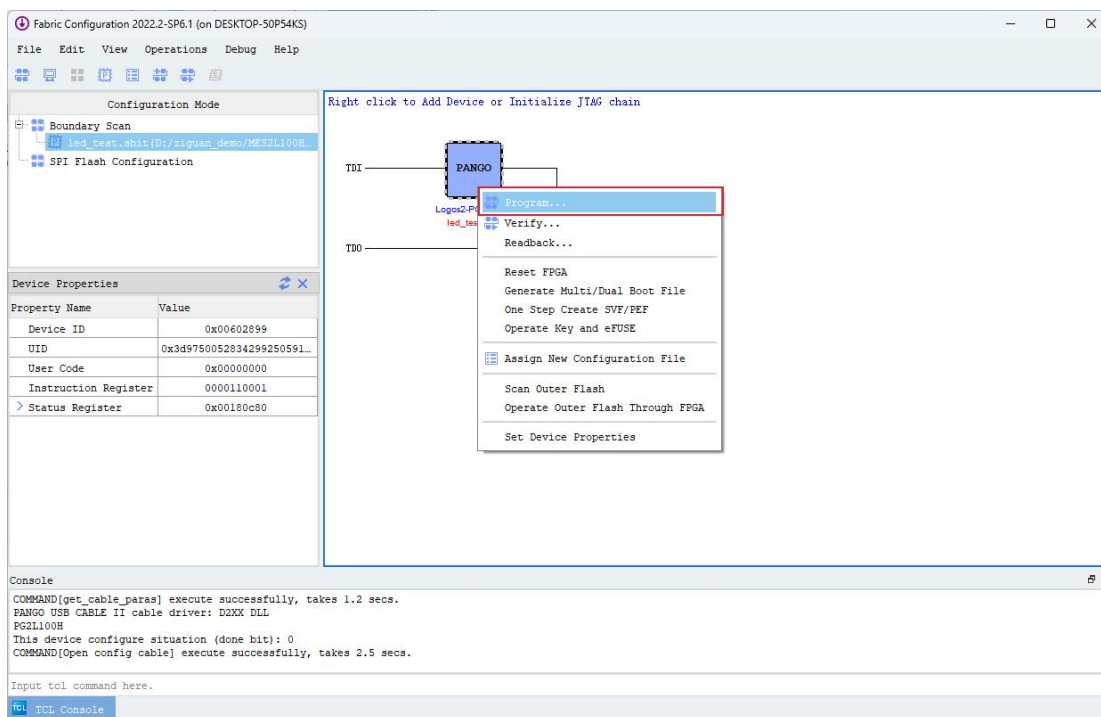 Fabric Configuration 2022.2-SP6.1 (on DESKTOP-50P54KS)
File Edit View Operations Debug Help
Configuration Mode
Boundary Scan
led_test.sbit(D:/ziguan_demo/MES2L100H...
SPI Flash Configuration
Device Properties
Property Name Value
Device ID 0x00602899
UID 0x3d9750052834299250591...
User Code 0x00000000
Instruction Register 0000110001
Status Register 0x00180c80
Right click to Add Device or Initialize JTAG chain
TDI
PANGO
Logos2-P
led_tes
TDO
Program...
Verify...
Readback...
Reset FPGA
Generate Multi/Dual Boot File
One Step Create SVF/PEF
Operate Key and eFUSE
Assign New Configuration File
Scan Outer Flash
Operate Outer Flash Through FPGA
Set Device Properties
Console
COMMAND[get_cable_paras] execute successfully, takes 1.2 secs.
PANGO USB CABLE II cable driver: D2XX DLL
PG2L100H
This device configure situation (done bit): 0
COMMAND[Open config cable] execute successfully, takes 2.5 secs.
Input tcl command here.
TCL TCL Console